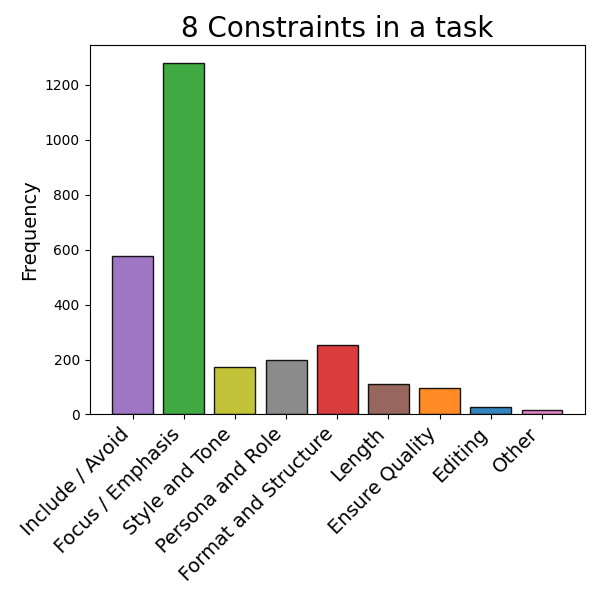 8 Constraints in a task
Frequency
1200
1000
800
600
400
200
0
Include / Avoid
Focus / Emphasis
Style and Tone
Persona and Role
Format and Structure
Length
Ensure Quality
Editing
Other